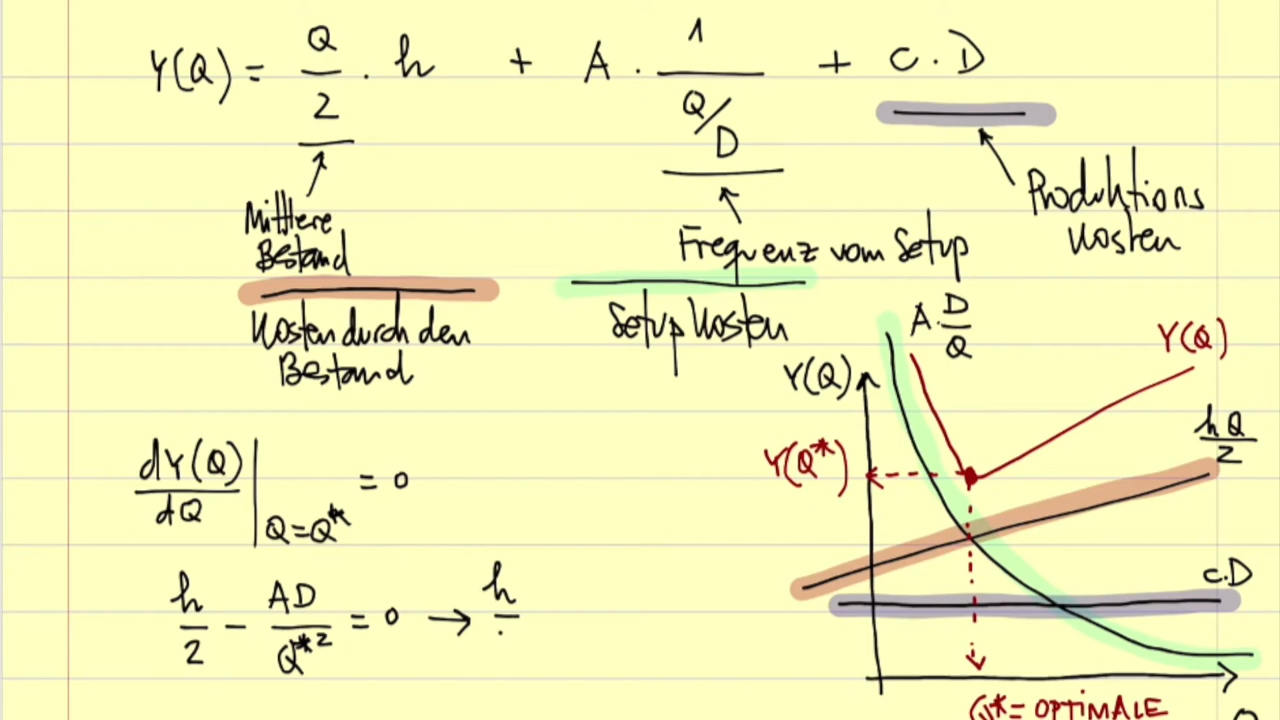 Y(Q) = Q/2 · h + A · 1/(Q/D) + c · D
Mittlere
Bestand
Frequenz vom Setup
Produktions
Kosten
Kosten durch den
Bestand
Setup Kosten
A · D/Q
Y(Q)
Y(Q)
hQ/2
Y(Q*)
dY(Q)/dQ | Q=Q* = 0
c.D
h/2 - AD/Q*² = 0 → h
Q* = OPTIMALE